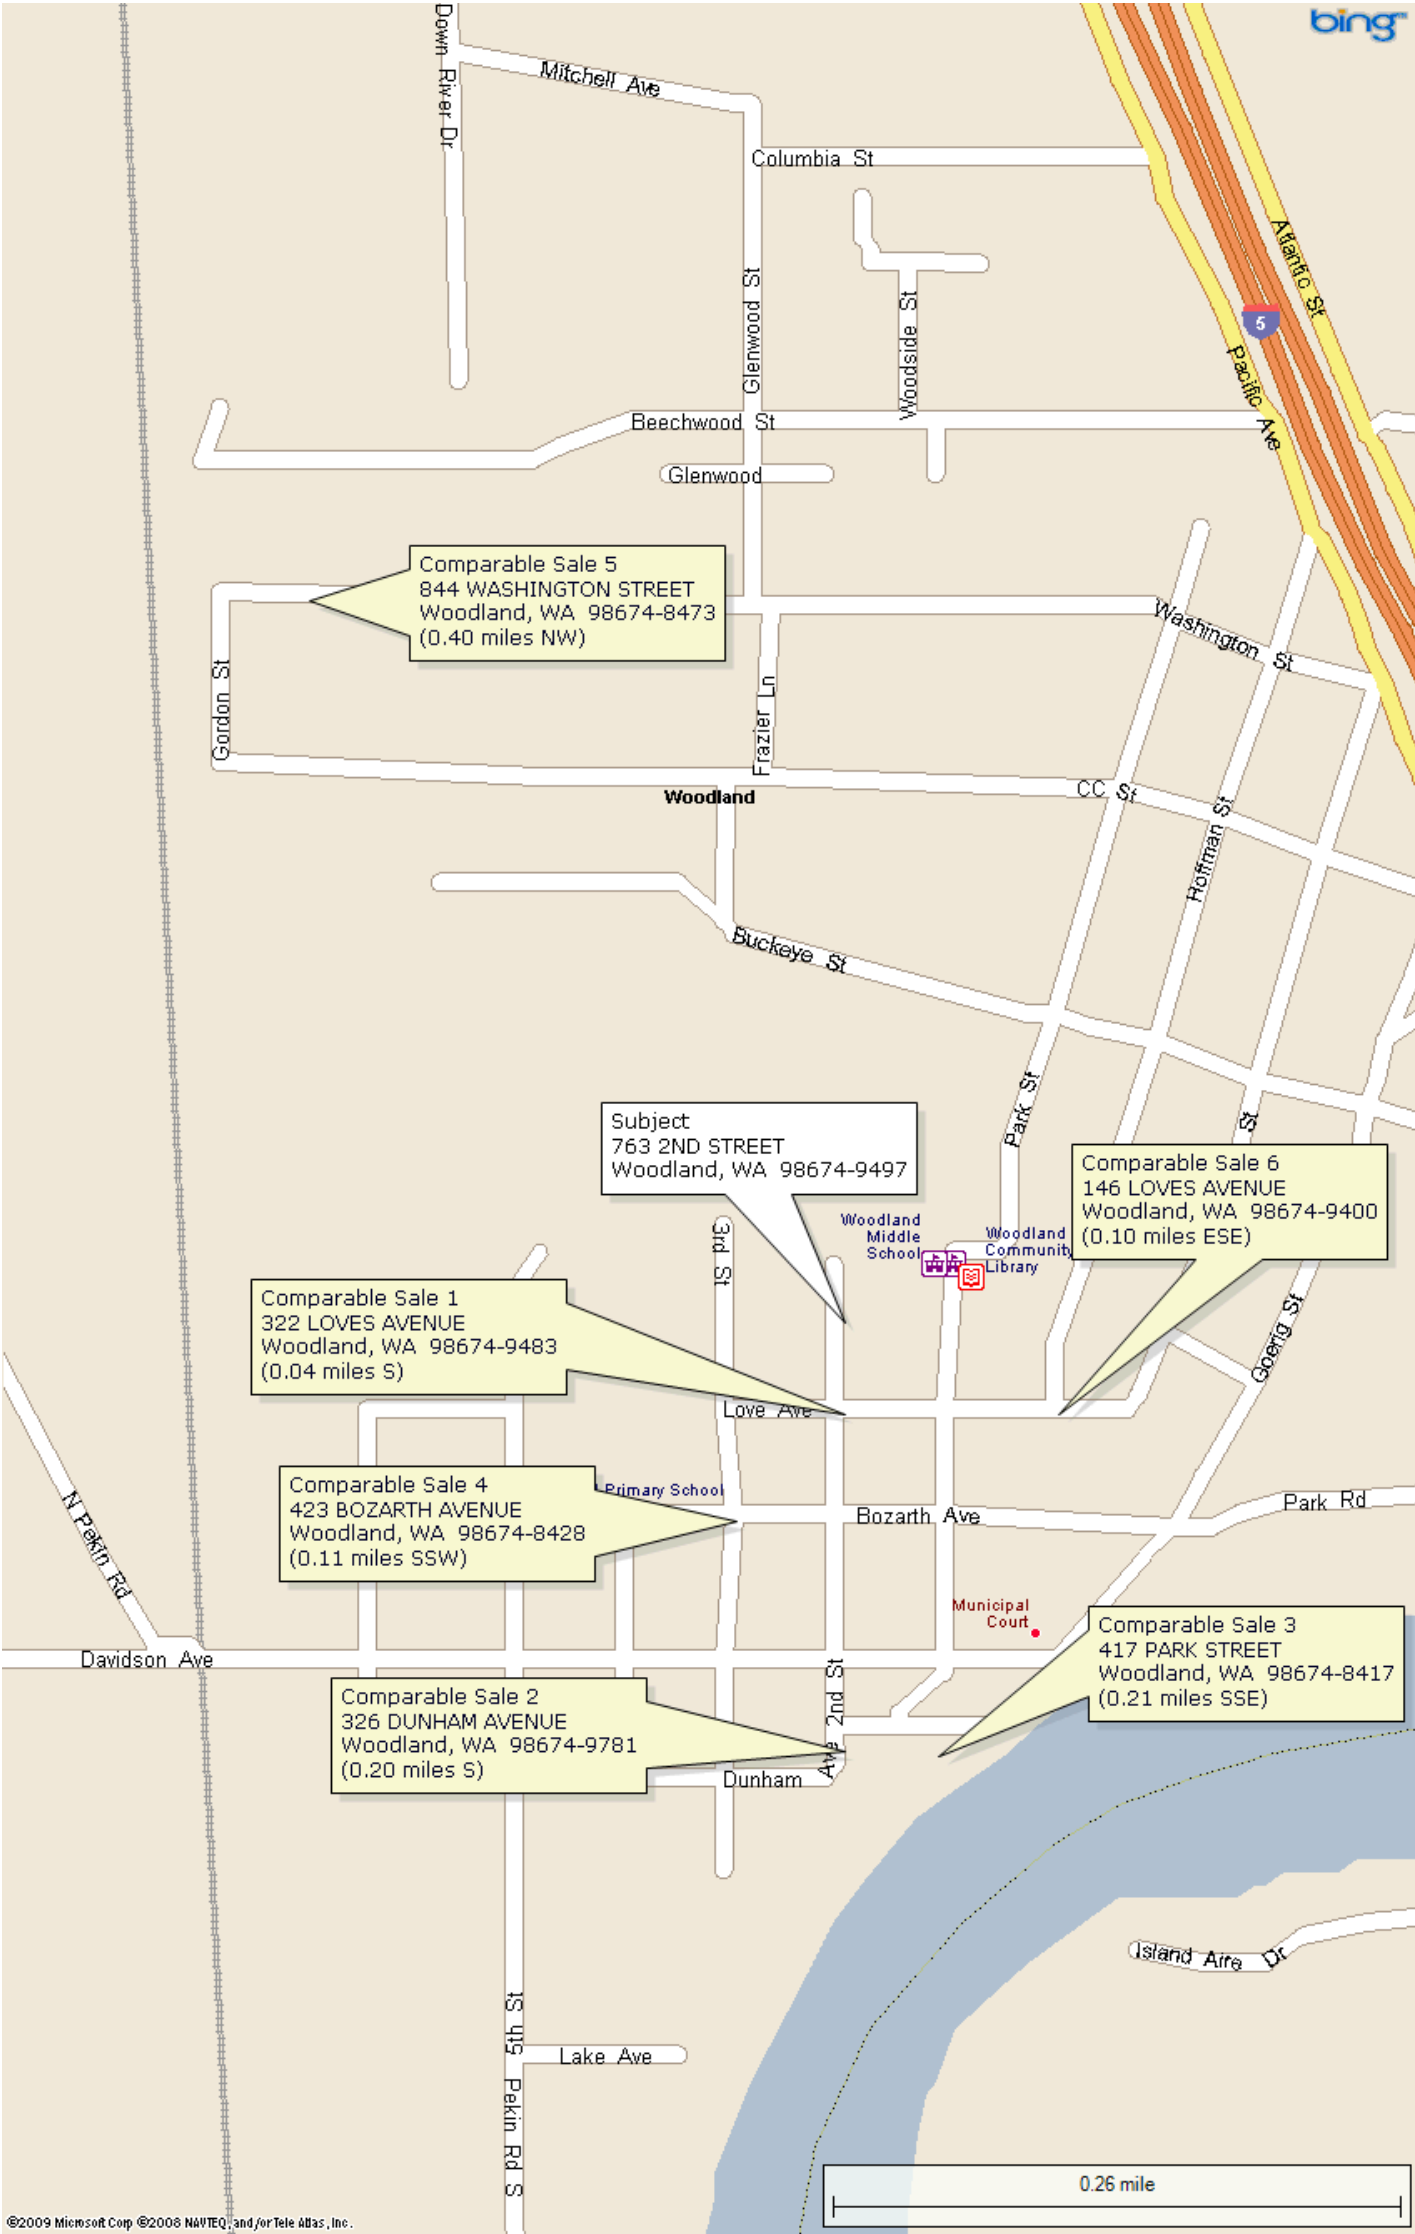 bing™
Down River Dr
Mitchell Ave
Columbia St
Atlantic St
Glenwood St
Woodside St
5
Pacific Ave
Beechwood St
Glenwood
Comparable Sale 5
844 WASHINGTON STREET
Woodland, WA 98674-8473
(0.40 miles NW)
Washington St
Gordon St
Frazier Ln
CC St
Woodland
Hoffman St
Buckeye St
Park St
St
Subject
763 2ND STREET
Woodland, WA 98674-9497
Comparable Sale 6
146 LOVES AVENUE
Woodland, WA 98674-9400
(0.10 miles ESE)
3rd St
Woodland
Middle
School
Woodland
Community
Library
Comparable Sale 1
322 LOVES AVENUE
Woodland, WA 98674-9483
(0.04 miles S)
Goerig St
Love Ave
Comparable Sale 4
423 BOZARTH AVENUE
Woodland, WA 98674-8428
(0.11 miles SSW)
Primary School
Bozarth Ave
Park Rd
N Pekin Rd
Municipal
Court
Comparable Sale 3
417 PARK STREET
Woodland, WA 98674-8417
(0.21 miles SSE)
Davidson Ave
Comparable Sale 2
326 DUNHAM AVENUE
Woodland, WA 98674-9781
(0.20 miles S)
2nd St
Ave
Dunham
Island Aire Dr
5th St
Lake Ave
Pekin Rd S
0.26 mile
©2009 Microsoft Corp ©2008 NAVTEQ, and/or Tele Atlas, Inc.